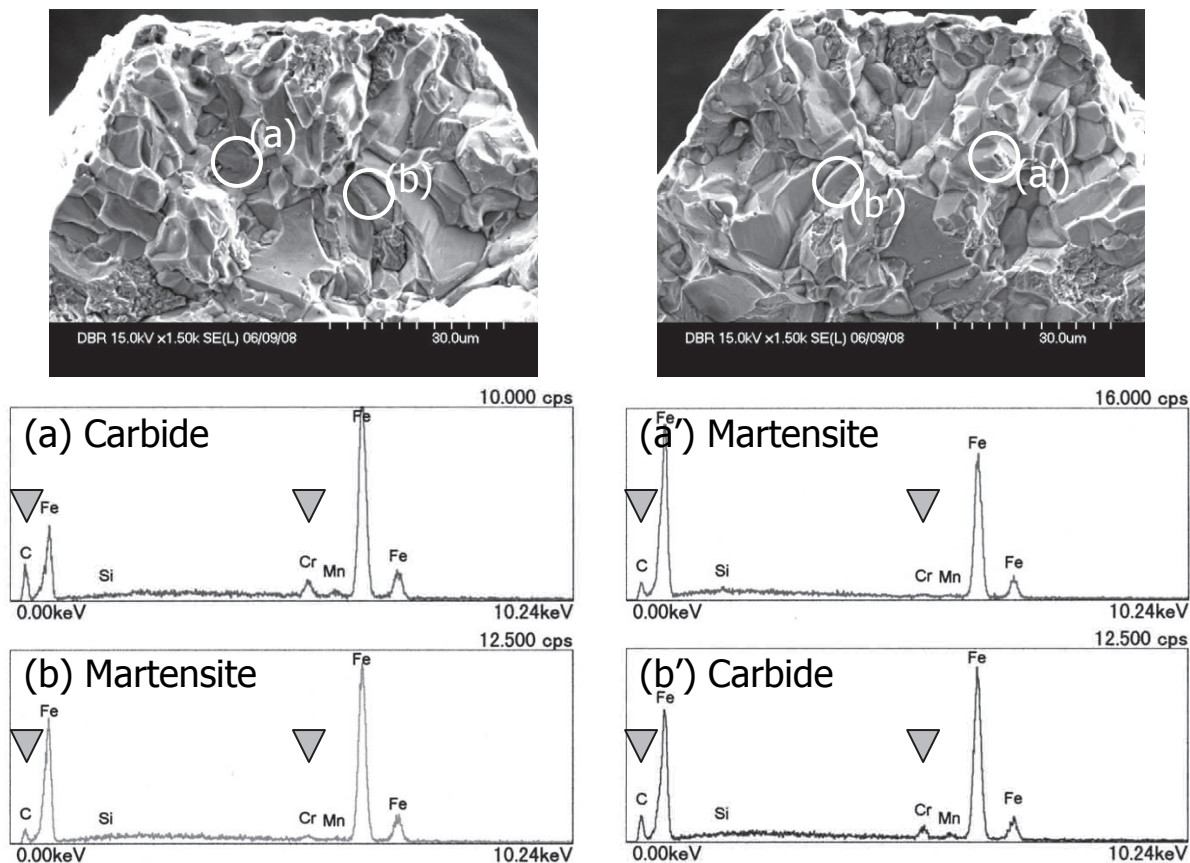 (a)
(b)
DBR 15.0kV ×1.50k SE(L) 06/09/08 30.0um
(a’)
(b’)
DBR 15.0kV ×1.50k SE(L) 06/09/08 30.0um
10.000 cps
(a) Carbide
Fe
Fe
C
Si
Cr
Mn
Fe
0.00keV 10.24keV
16.000 cps
(a’) Martensite
Fe
Fe
C
Si
Cr Mn
Fe
0.00keV 10.24keV
12.500 cps
(b) Martensite
Fe
Fe
C
Si
Cr Mn
Fe
0.00keV 10.24keV
12.500 cps
(b’) Carbide
Fe
Fe
C
Si
Cr Mn
Fe
0.00keV 10.24keV